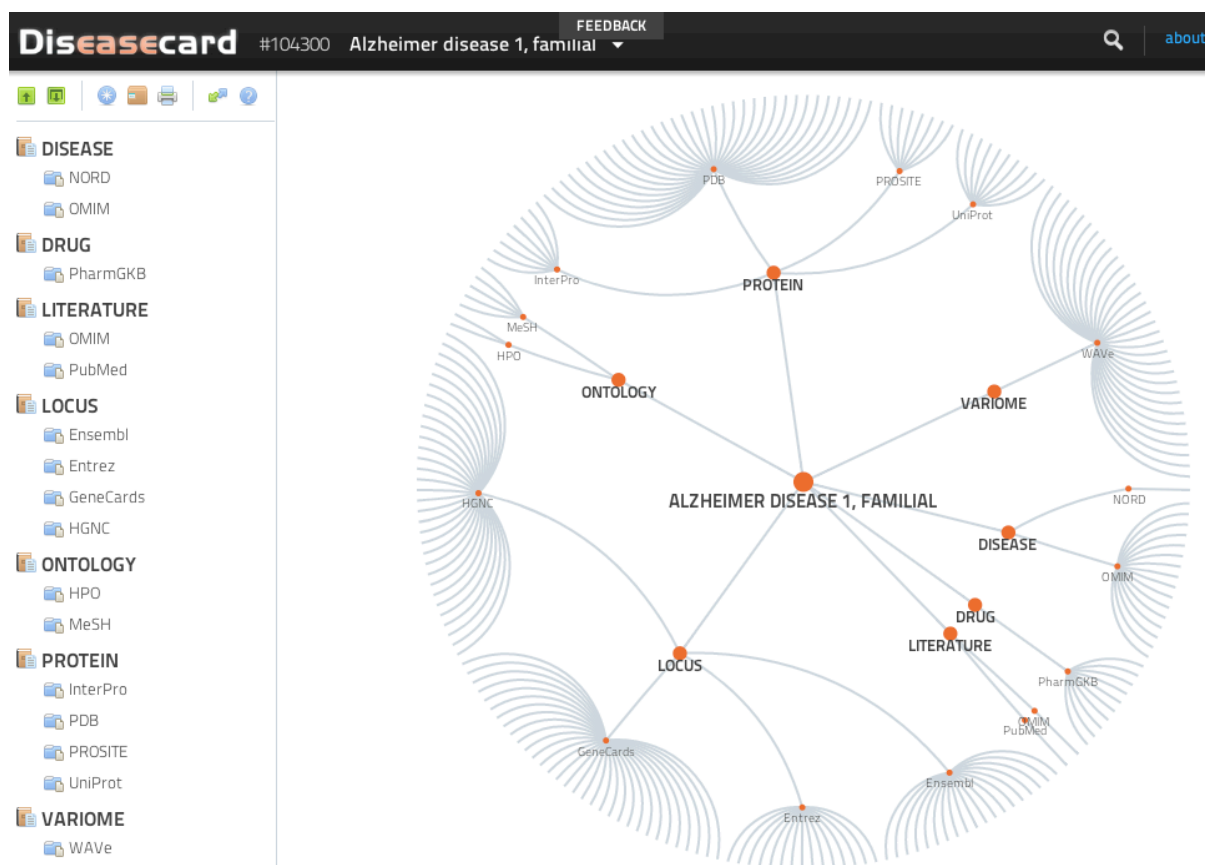 FEEDBACK
Diseasecard #104300 Alzheimer disease 1, familial about
DISEASE
NORD
OMIM
DRUG
PharmGKB
LITERATURE
OMIM
PubMed
LOCUS
Ensembl
Entrez
GeneCards
HGNC
ONTOLOGY
HPO
MeSH
PROTEIN
InterPro
PDB
PROSITE
UniProt
VARIOME
WAVe
PDB
PROSITE
UniProt
InterPro
PROTEIN
MeSH
HPO
WAVe
ONTOLOGY
VARIOME
HGNC
ALZHEIMER DISEASE 1, FAMILIAL
NORD
DISEASE
OMIM
DRUG
LITERATURE
LOCUS
PharmGKB
OMIM
PubMed
GeneCards
Ensembl
Entrez